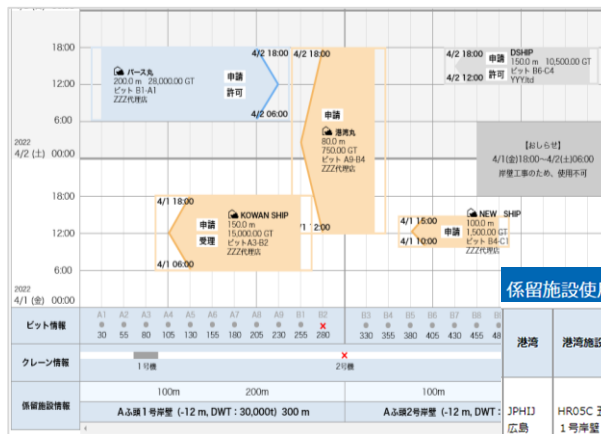 18:00
12:00
6:00
2022
4/2 (土) 00:00
18:00
12:00
6:00
2022
4/1 (金) 00:00
バース丸
200.0 m 28,000.00 GT
ビット B1-A1
ZZZ代理店
申請
許可
4/2 18:00
4/2 06:00
4/2 18:00
申請
港湾丸
80.0 m
750.00 GT
ビット A9-B4
ZZZ代理店
4/2 18:00
4/2 12:00
申請
許可
DSHIP
150.0 m 10,500.00 GT
ビット B6-C4
YYYltd
【おしらせ】
4/1(金)18:00~4/2(土)06:00
岸壁工事のため、使用不可
4/1 18:00
4/1 06:00
申請
受理
KOWAN SHIP
150.0 m
15,000.00 GT
ビットA3-B2
ZZZ代理店
12:00
4/1 15:00
4/1 10:00
申請
NEW SHIP
100.0 m
1,500.00 GT
ビット B4-C1
ZZZ代理店
ビット情報
A1 A2 A3 A4 A5 A6 A7 A8 A9 B1 B2 B3 B4 B5 B6 B7 B8
30 55 80 105 130 155 180 205 230 255 280 330 355 380 405 430 455
クレーン情報
1号機
2号機
係留施設情報
100m 200m 100m
Aふ頭1号岸壁 (-12 m, DWT:30,000t) 300 m
Aふ頭2号岸壁 (-12 m, DWT:
係留施設使
港湾
港湾施設
JPHIJ
広島
HR05C
1号岸壁